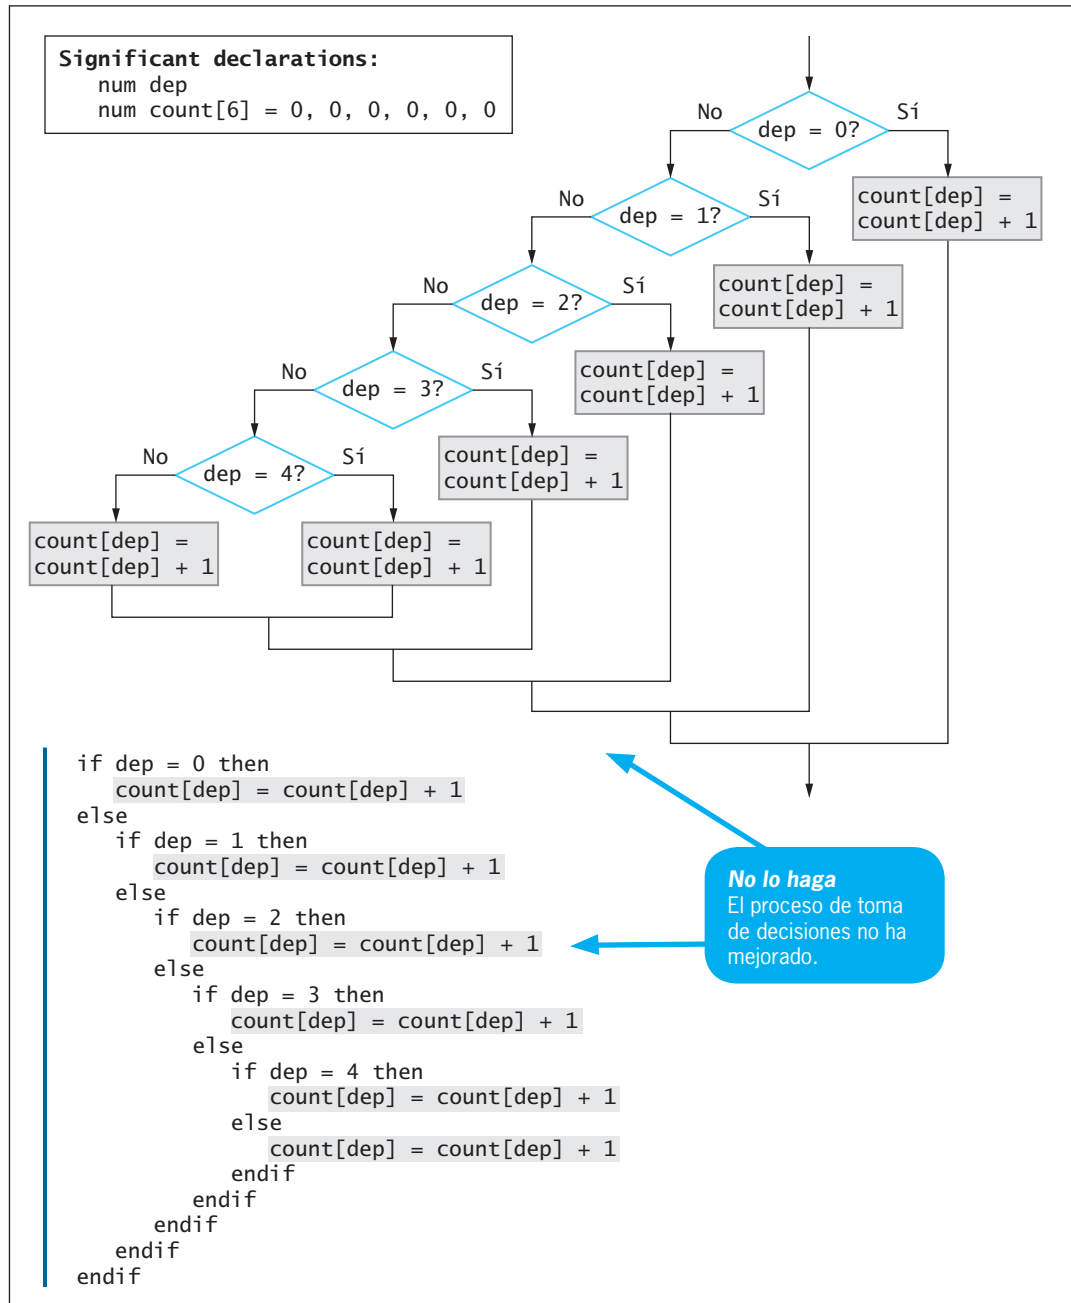 Significant declarations:
num dep
num count[6] = 0, 0, 0, 0, 0, 0
dep = 0?
No
Sí
count[dep] =
count[dep] + 1
dep = 1?
No
Sí
count[dep] =
count[dep] + 1
dep = 2?
No
Sí
count[dep] =
count[dep] + 1
dep = 3?
No
Sí
count[dep] =
count[dep] + 1
dep = 4?
No
Sí
count[dep] =
count[dep] + 1
count[dep] =
count[dep] + 1
if dep = 0 then
count[dep] = count[dep] + 1
else
if dep = 1 then
count[dep] = count[dep] + 1
else
if dep = 2 then
count[dep] = count[dep] + 1
else
if dep = 3 then
count[dep] = count[dep] + 1
else
if dep = 4 then
count[dep] = count[dep] + 1
else
count[dep] = count[dep] + 1
endif
endif
endif
endif
endif
No lo haga
El proceso de toma
de decisiones no ha
mejorado.